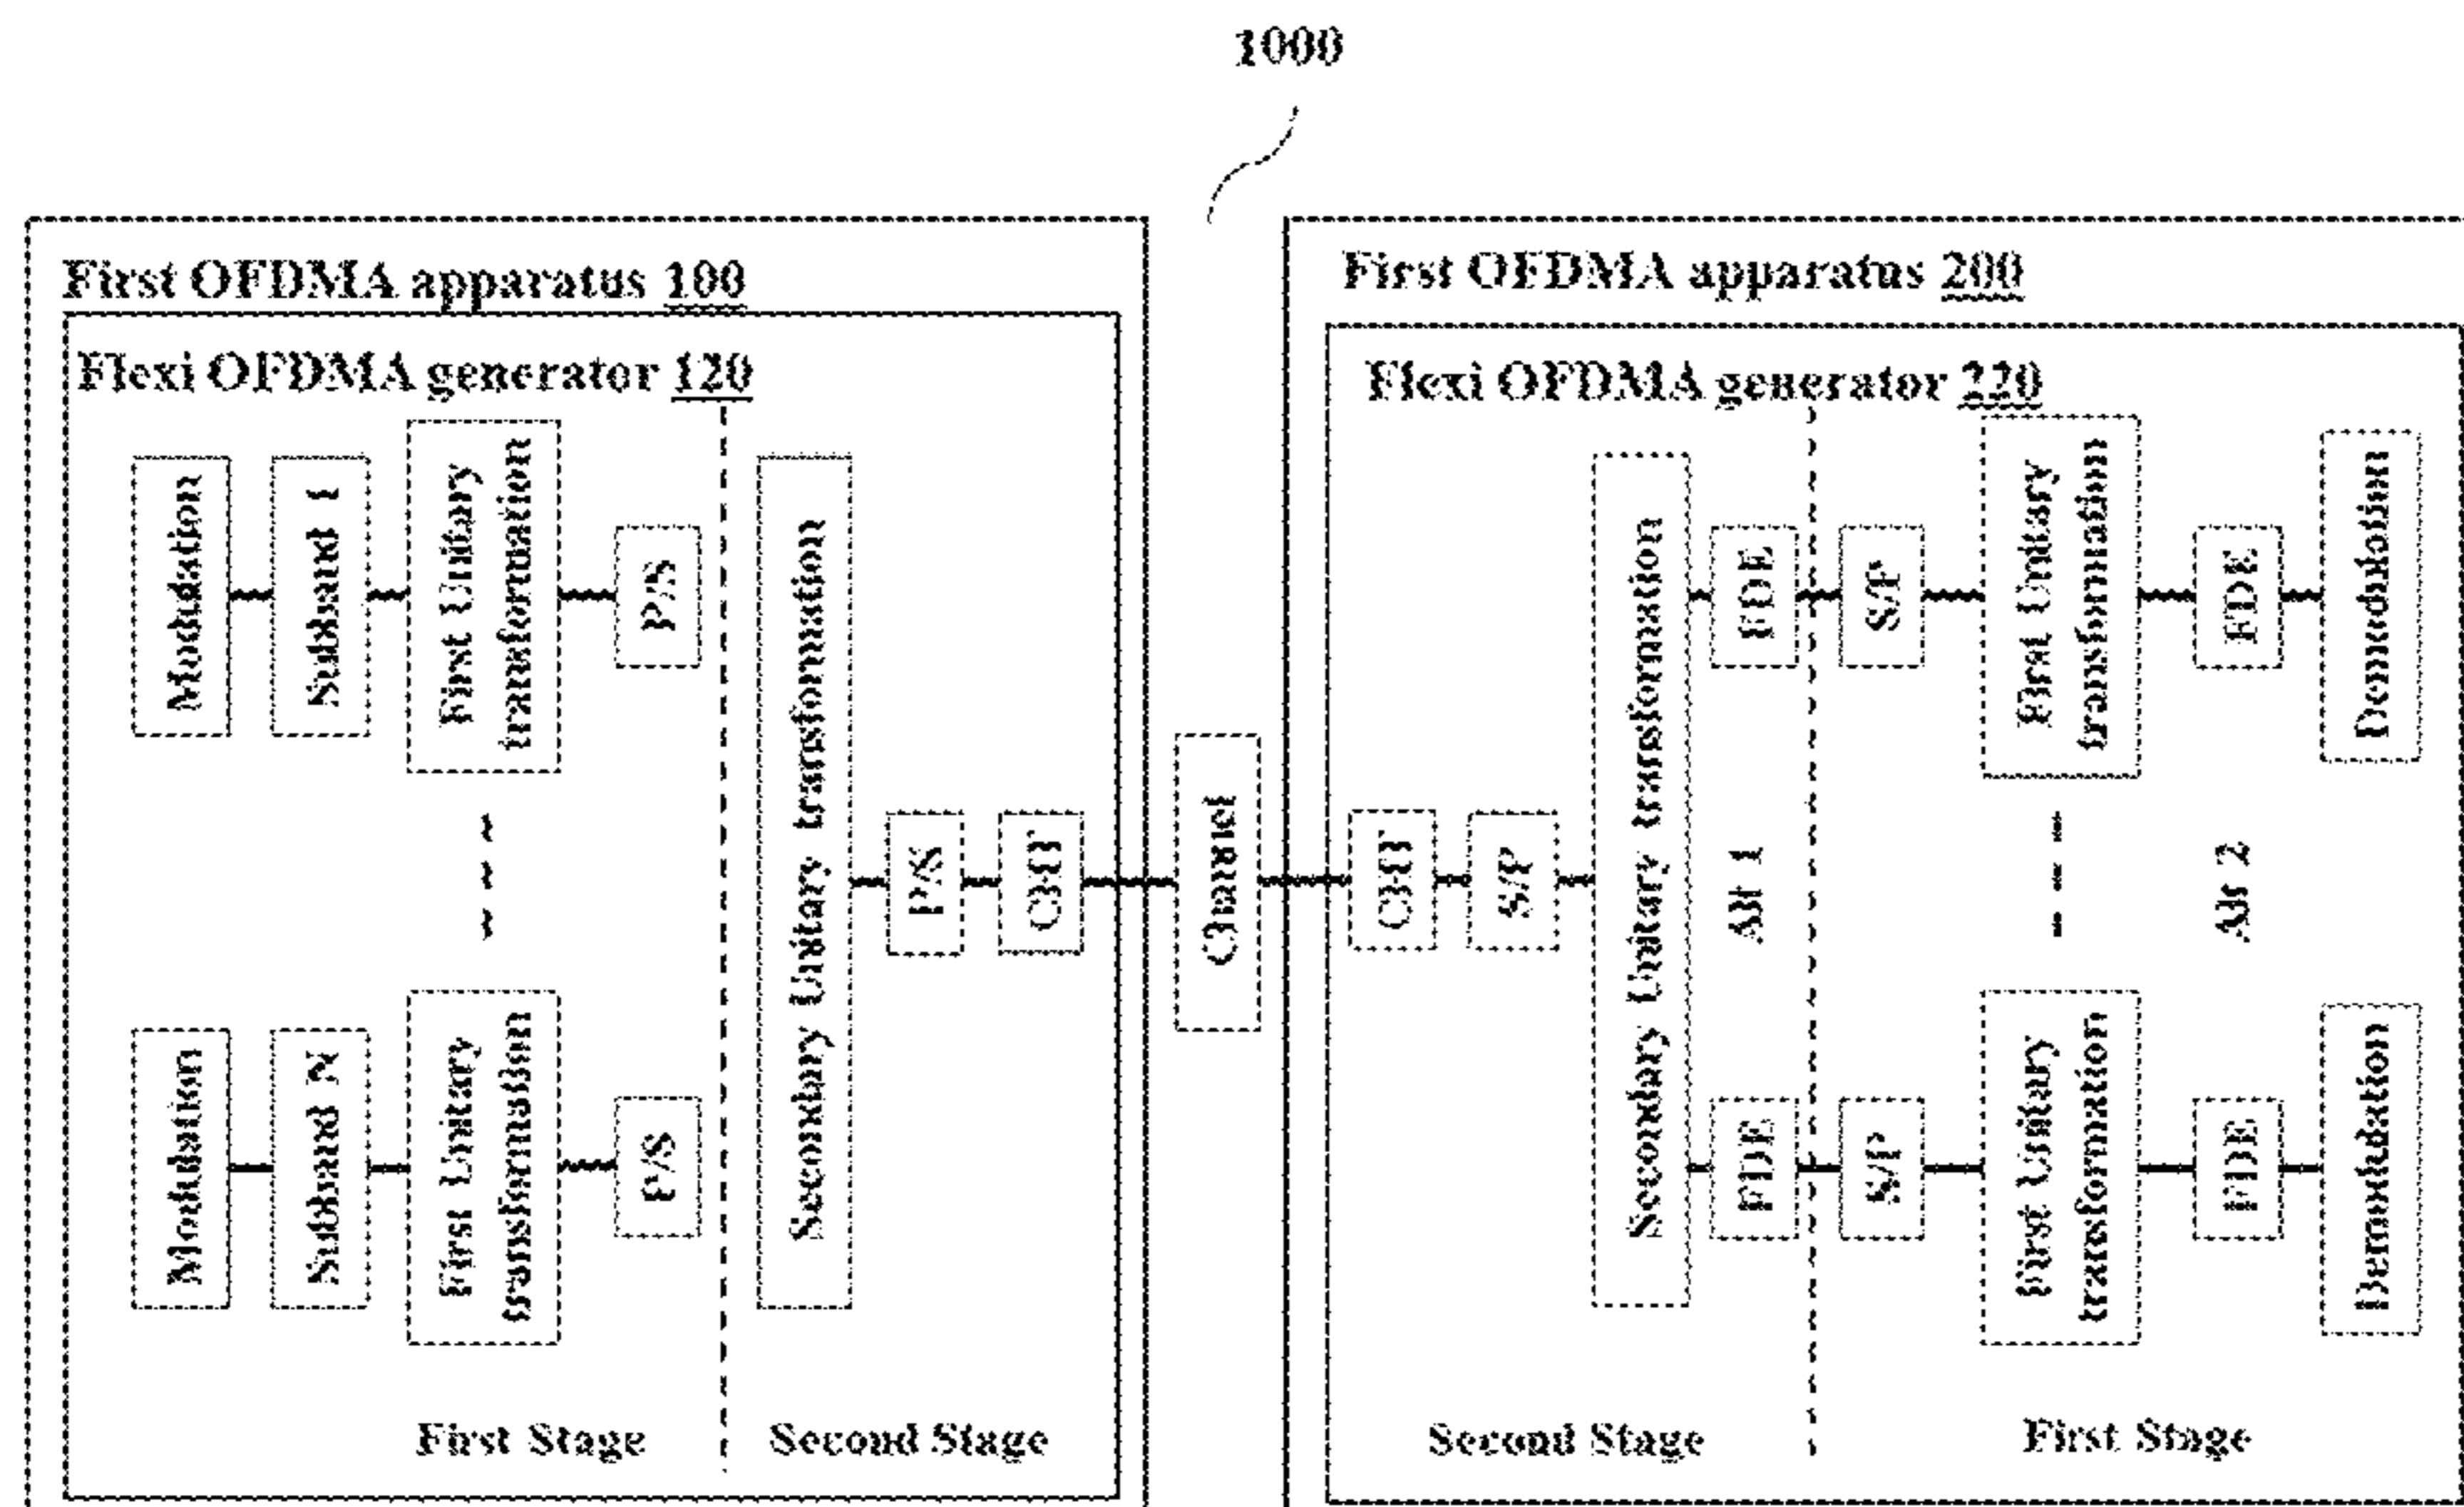 1000
First OFDMA apparatus 100
Flexi OFDMA generator 120
Modulation
Subband 1
First Unitary
transformation
P/S
Modulation
Subband N
First Unitary
transformation
P/S
Secondary Unitary transformation
P/S
CBIT
First Stage
Second Stage
Channel
First OFDMA apparatus 200
Flexi OFDMA generator 220
CBIT
S/P
Secondary Unitary transformation
FDE
S/P
First Unitary
transformation
FDE
Demodulation
Alt 1
Alt 2
FDE
S/P
First Unitary
transformation
FDE
Demodulation
Second Stage
First Stage